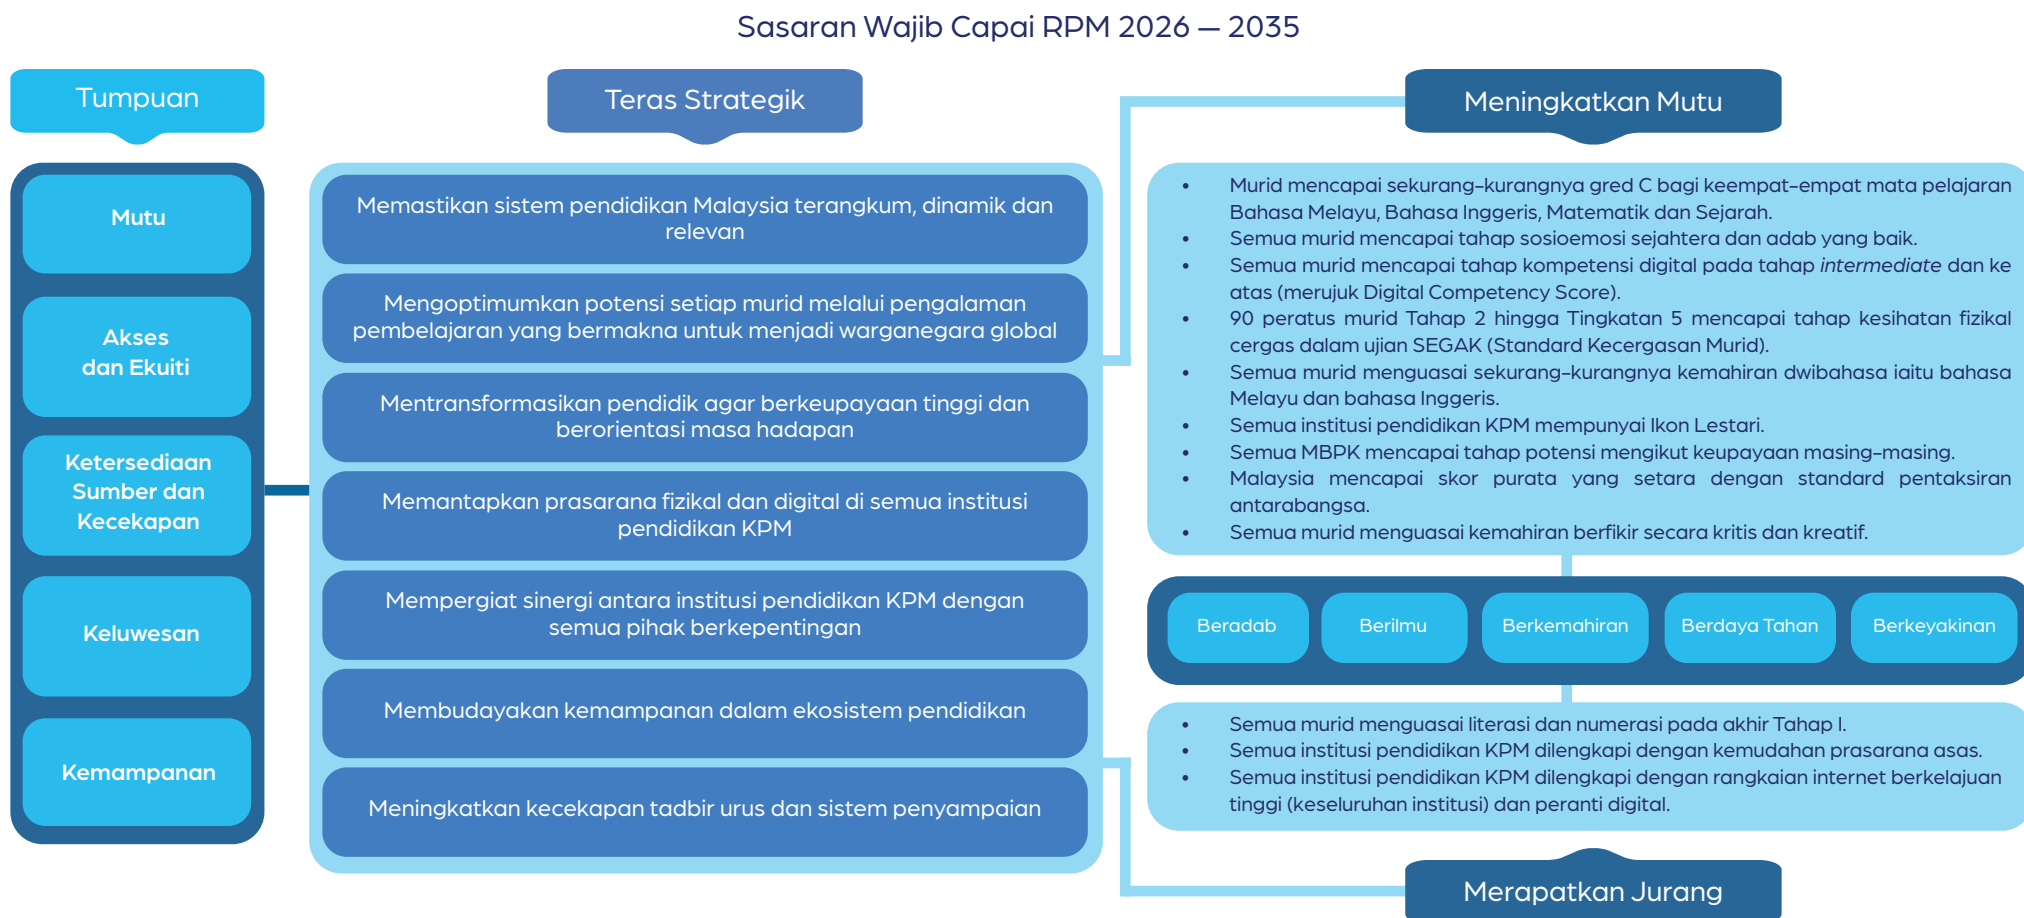 Sasaran Wajib Capai RPM 2026 — 2035
Tumpuan
Mutu
Akses
dan Ekuiti
Ketersediaan
Sumber dan
Kecekapan
Keluwesan
Kemampanan
Teras Strategik
Memastikan sistem pendidikan Malaysia terangkum, dinamik dan
relevan
Mengoptimumkan potensi setiap murid melalui pengalaman
pembelajaran yang bermakna untuk menjadi warganegara global
Mentransformasikan pendidik agar berkeupayaan tinggi dan
berorientasi masa hadapan
Memantapkan prasarana fizikal dan digital di semua institusi
pendidikan KPM
Mempergiat sinergi antara institusi pendidikan KPM dengan
semua pihak berkepentingan
Membudayakan kemampanan dalam ekosistem pendidikan
Meningkatkan kecekapan tadbir urus dan sistem penyampaian
Meningkatkan Mutu
• Murid mencapai sekurang-kurangnya gred C bagi keempat-empat mata pelajaran
Bahasa Melayu, Bahasa Inggeris, Matematik dan Sejarah.
• Semua murid mencapai tahap sosioemosi sejahtera dan adab yang baik.
• Semua murid mencapai tahap kompetensi digital pada tahap intermediate dan ke
atas (merujuk Digital Competency Score).
• 90 peratus murid Tahap 2 hingga Tingkatan 5 mencapai tahap kesihatan fizikal
cergas dalam ujian SEGAK (Standard Kecergasan Murid).
• Semua murid menguasai sekurang-kurangnya kemahiran dwibahasa iaitu bahasa
Melayu dan bahasa Inggeris.
• Semua institusi pendidikan KPM mempunyai Ikon Lestari.
• Semua MBPK mencapai tahap potensi mengikut keupayaan masing-masing.
• Malaysia mencapai skor purata yang setara dengan standard pentaksiran
antarabangsa.
• Semua murid menguasai kemahiran berfikir secara kritis dan kreatif.
Beradab
Berilmu
Berkemahiran
Berdaya Tahan
Berkeyakinan
• Semua murid menguasai literasi dan numerasi pada akhir Tahap I.
• Semua institusi pendidikan KPM dilengkapi dengan kemudahan prasarana asas.
• Semua institusi pendidikan KPM dilengkapi dengan rangkaian internet berkelajuan
tinggi (keseluruhan institusi) dan peranti digital.
Merapatkan Jurang